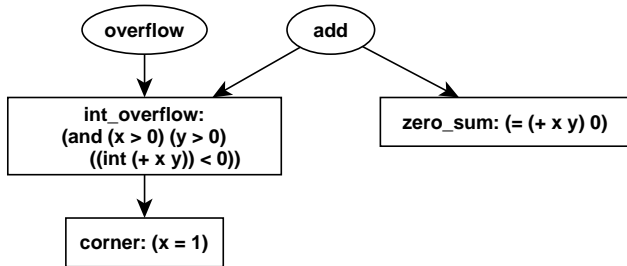 overflow
add
int_overflow:
(and (x > 0) (y > 0)
((int (+ x y)) < 0))
zero_sum: (= (+ x y) 0)
corner: (x = 1)